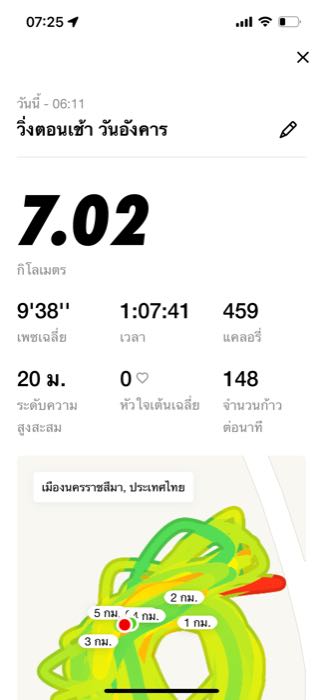 07:25
วันนี้ - 06:11
วิ่งตอนเช้า วันอังคาร
7.02
กิโลเมตร
9'38'' 1:07:41 459
เพซเฉลี่ย เวลา แคลอรี่
20 ม. 0 148
ระดับความ หัวใจเต้นเฉลี่ย จำนวนก้าว
สูงสะสม ต่อนาที
เมืองนครราชสีมา, ประเทศไทย
2 กม.
5 กม. 4 กม. 1 กม.
3 กม.